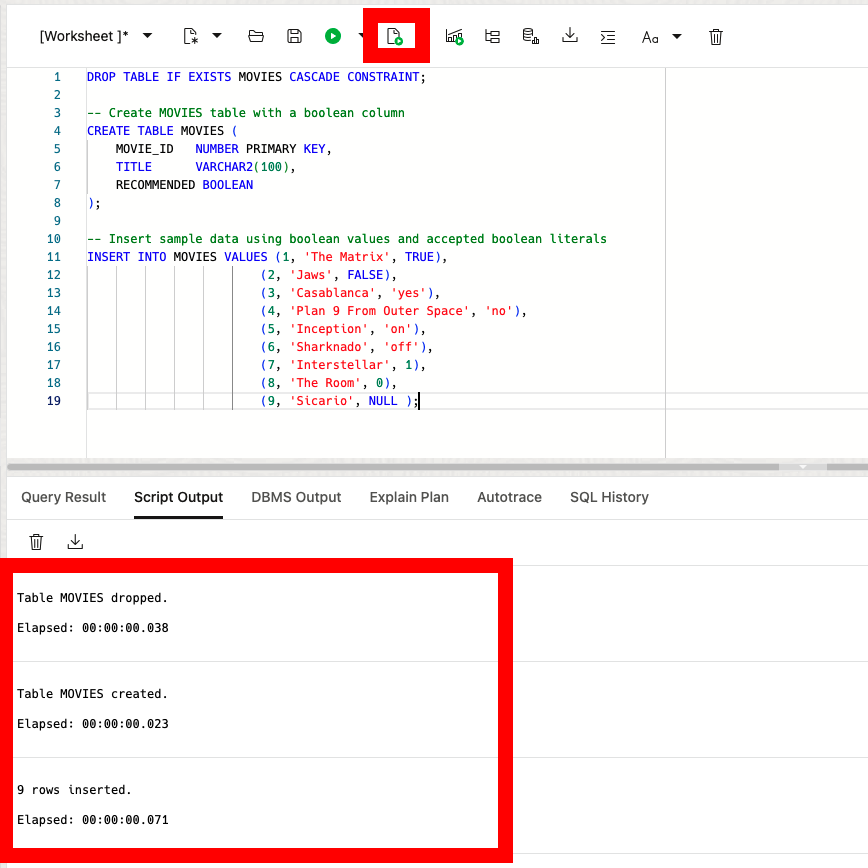 [Worksheet ]*
Aa
1 DROP TABLE IF EXISTS MOVIES CASCADE CONSTRAINT;
2
3 -- Create MOVIES table with a boolean column
4 CREATE TABLE MOVIES (
5     MOVIE_ID   NUMBER PRIMARY KEY,
6     TITLE      VARCHAR2(100),
7     RECOMMENDED BOOLEAN
8 );
9
10 -- Insert sample data using boolean values and accepted boolean literals
11 INSERT INTO MOVIES VALUES (1, 'The Matrix', TRUE),
12                         (2, 'Jaws', FALSE),
13                         (3, 'Casablanca', 'yes'),
14                         (4, 'Plan 9 From Outer Space', 'no'),
15                         (5, 'Inception', 'on'),
16                         (6, 'Sharknado', 'off'),
17                         (7, 'Interstellar', 1),
18                         (8, 'The Room', 0),
19                         (9, 'Sicario', NULL );
Query Result Script Output DBMS Output Explain Plan Autotrace SQL History
Table MOVIES dropped.
Elapsed: 00:00:00.038
Table MOVIES created.
Elapsed: 00:00:00.023
9 rows inserted.
Elapsed: 00:00:00.071